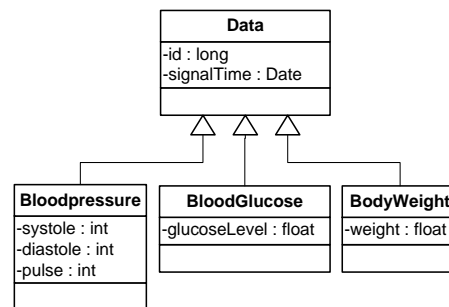 Data
-id : long
-signalTime : Date
Bloodpressure
-systole : int
-diastole : int
-pulse : int
BloodGlucose
-glucoseLevel : float
BodyWeight
-weight : float